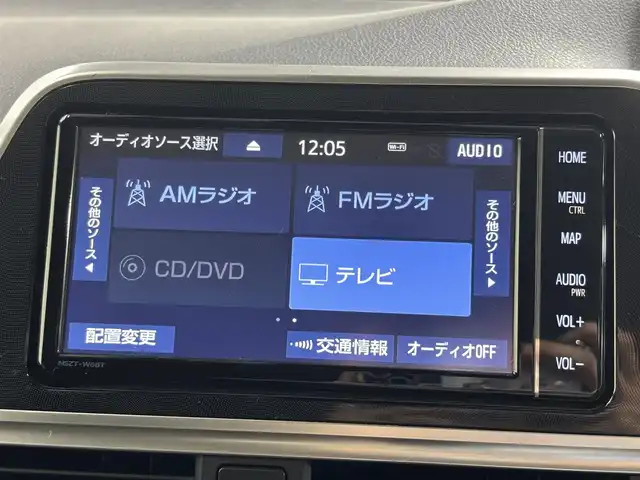 オーディオソース選択
12:05
Wi-Fi
AUDIO
その他のソース
AMラジオ
FMラジオ
その他のソース
CD/DVD
テレビ
配置変更
交通情報
オーディオOFF
NSZT-W68T
HOME
MENU
CTRL
MAP
AUDIO
PWR
VOL+
VOL-